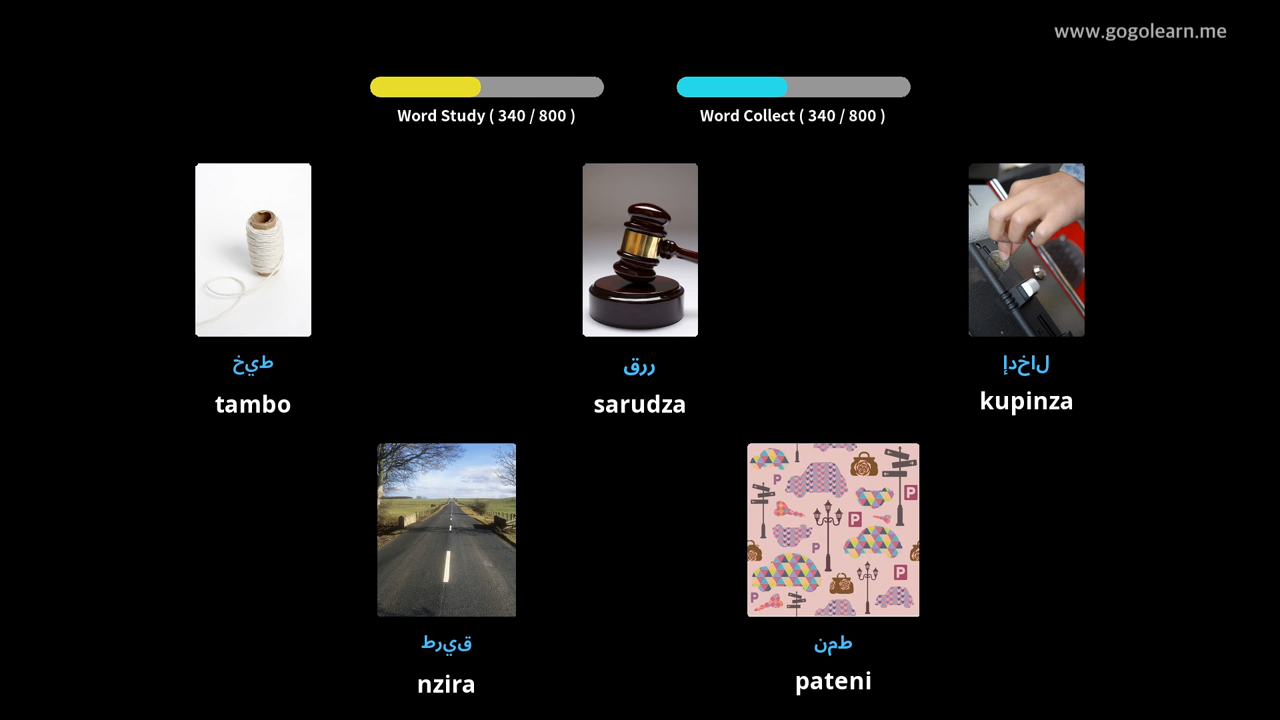 www.gogolearn.me
Word Study ( 340 / 800 )
Word Collect ( 340 / 800 )
طيخ
tambo
ررق
sarudza
لاخدإ
kupinza
قيرط
nzira
P
P
P
P
P
P
طمن
pateni